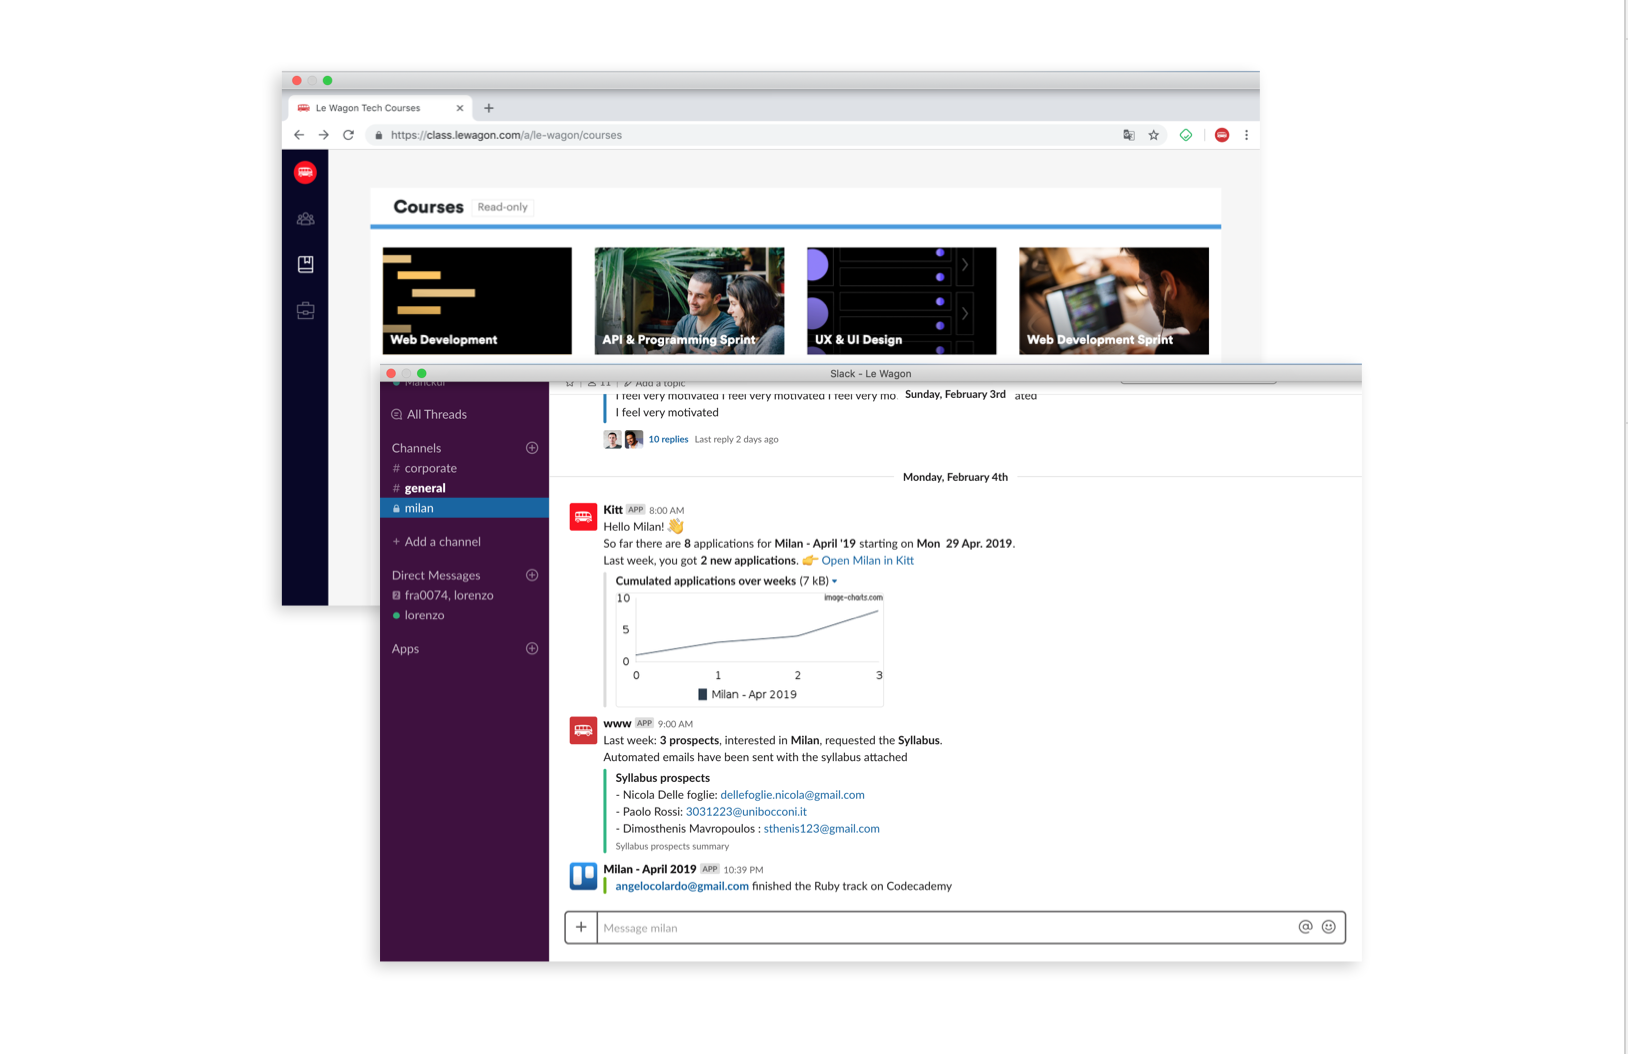 Le Wagon Tech Courses
https://class.lewagon.com/a/le-wagon/courses
Courses Read-only
Web Development
API & Programming Sprint
UX & UI Design
Web Development Sprint
Slack - Le Wagon
All Threads
Channels
# corporate
# general
milan
+ Add a channel
Direct Messages
2 fra0074, lorenzo
lorenzo
Apps
11 | Add a topic
I feel very motivated I feel very motivated I feel very mo Sunday, February 3rd ated
I feel very motivated
10 replies Last reply 2 days ago
Monday, February 4th
Kitt APP 8:00 AM
Hello Milan! 👋
So far there are 8 applications for Milan - April '19 starting on Mon 29 Apr. 2019.
Last week, you got 2 new applications. 👉 Open Milan in Kitt
Cumulated applications over weeks (7 kB)
image-charts.com
10
5
0
0 1 2 3
Milan - Apr 2019
www APP 9:00 AM
Last week: 3 prospects, interested in Milan, requested the Syllabus.
Automated emails have been sent with the syllabus attached
Syllabus prospects
- Nicola Delle foglie: dellefoglie.nicola@gmail.com
- Paolo Rossi: 3031223@unibocconi.it
- Dimosthenis Mavropoulos : sthenis123@gmail.com
Syllabus prospects summary
Milan - April 2019 APP 10:39 PM
angelocolardo@gmail.com finished the Ruby track on Codecademy
Message milan